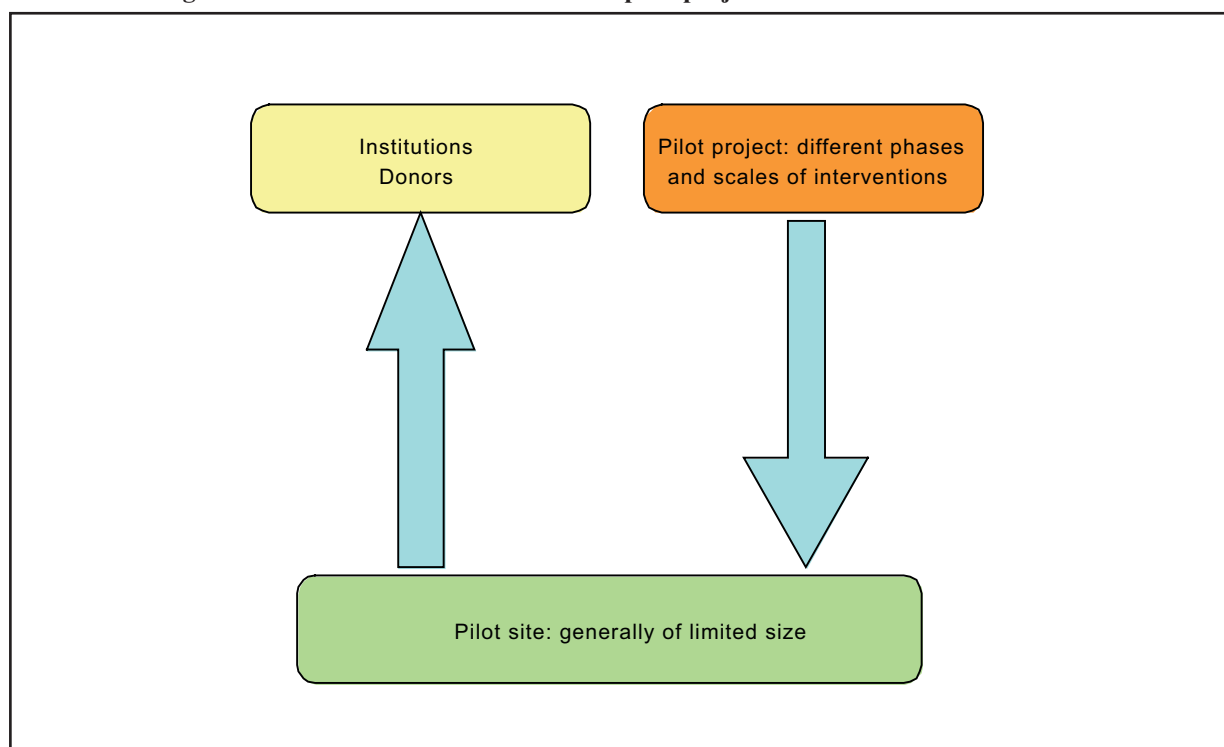 Institutions
Donors
Pilot project: different phases
and scales of interventions
Pilot site: generally of limited size